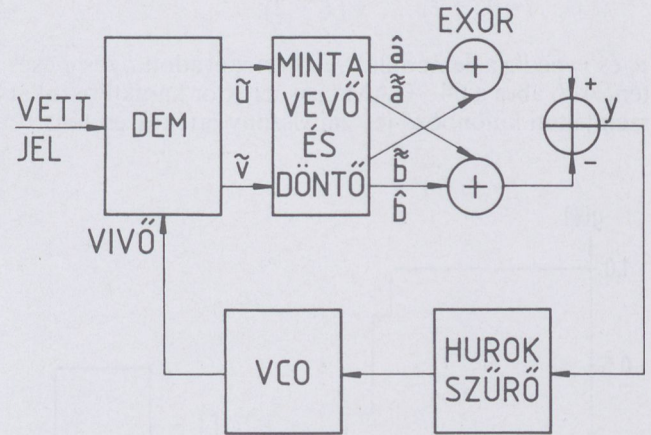 EXOR
VETT
JEL
DEM
ũ
ṽ
MINTA
VEVŐ
ÉS
DÖNTŐ
â
ã̃
b̃̃
b̂
+
+
+
y
−
VIVŐ
VCO
HUROK
SZŰRŐ